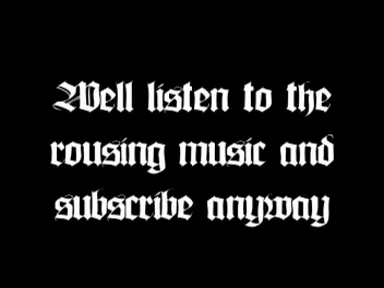 Well listen to the
rousing music and
subscribe anyway